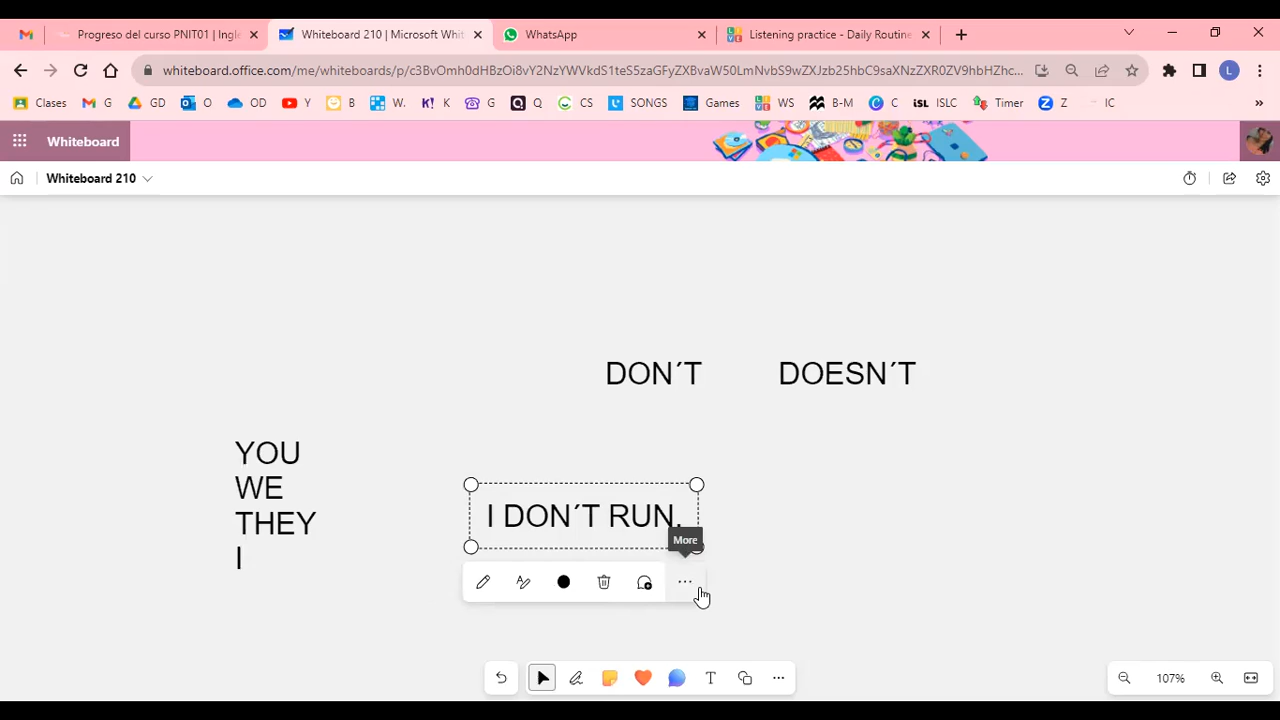 Progreso del curso PNIT01 | Ingle
Whiteboard 210 | Microsoft Whit
WhatsApp
Listening practice - Daily Routine
whiteboard.office.com/me/whiteboards/p/
Clases
G
GD
O
OD
Y
B
W.
K
G
Q
CS
SONGS
Games
WS
B-M
C
ISLC
Timer
Z
IC
»
L
Whiteboard
Whiteboard 210
DON´T DOESN´T
YOU
WE
THEY
I
I DON´T RUN.
More
107%